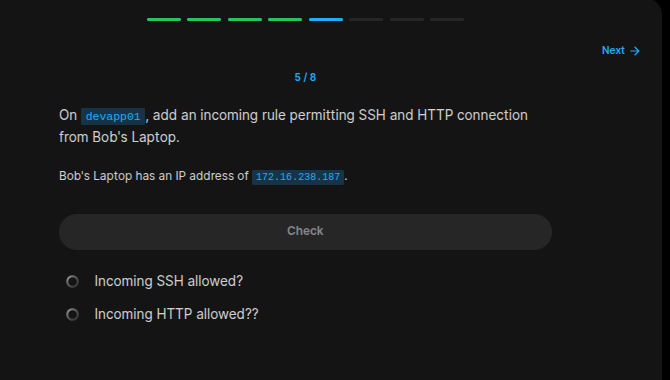 Next →
5 / 8
On devapp01, add an incoming rule permitting SSH and HTTP connection
from Bob's Laptop.
Bob's Laptop has an IP address of 172.16.238.187.
Check
Incoming SSH allowed?
Incoming HTTP allowed??